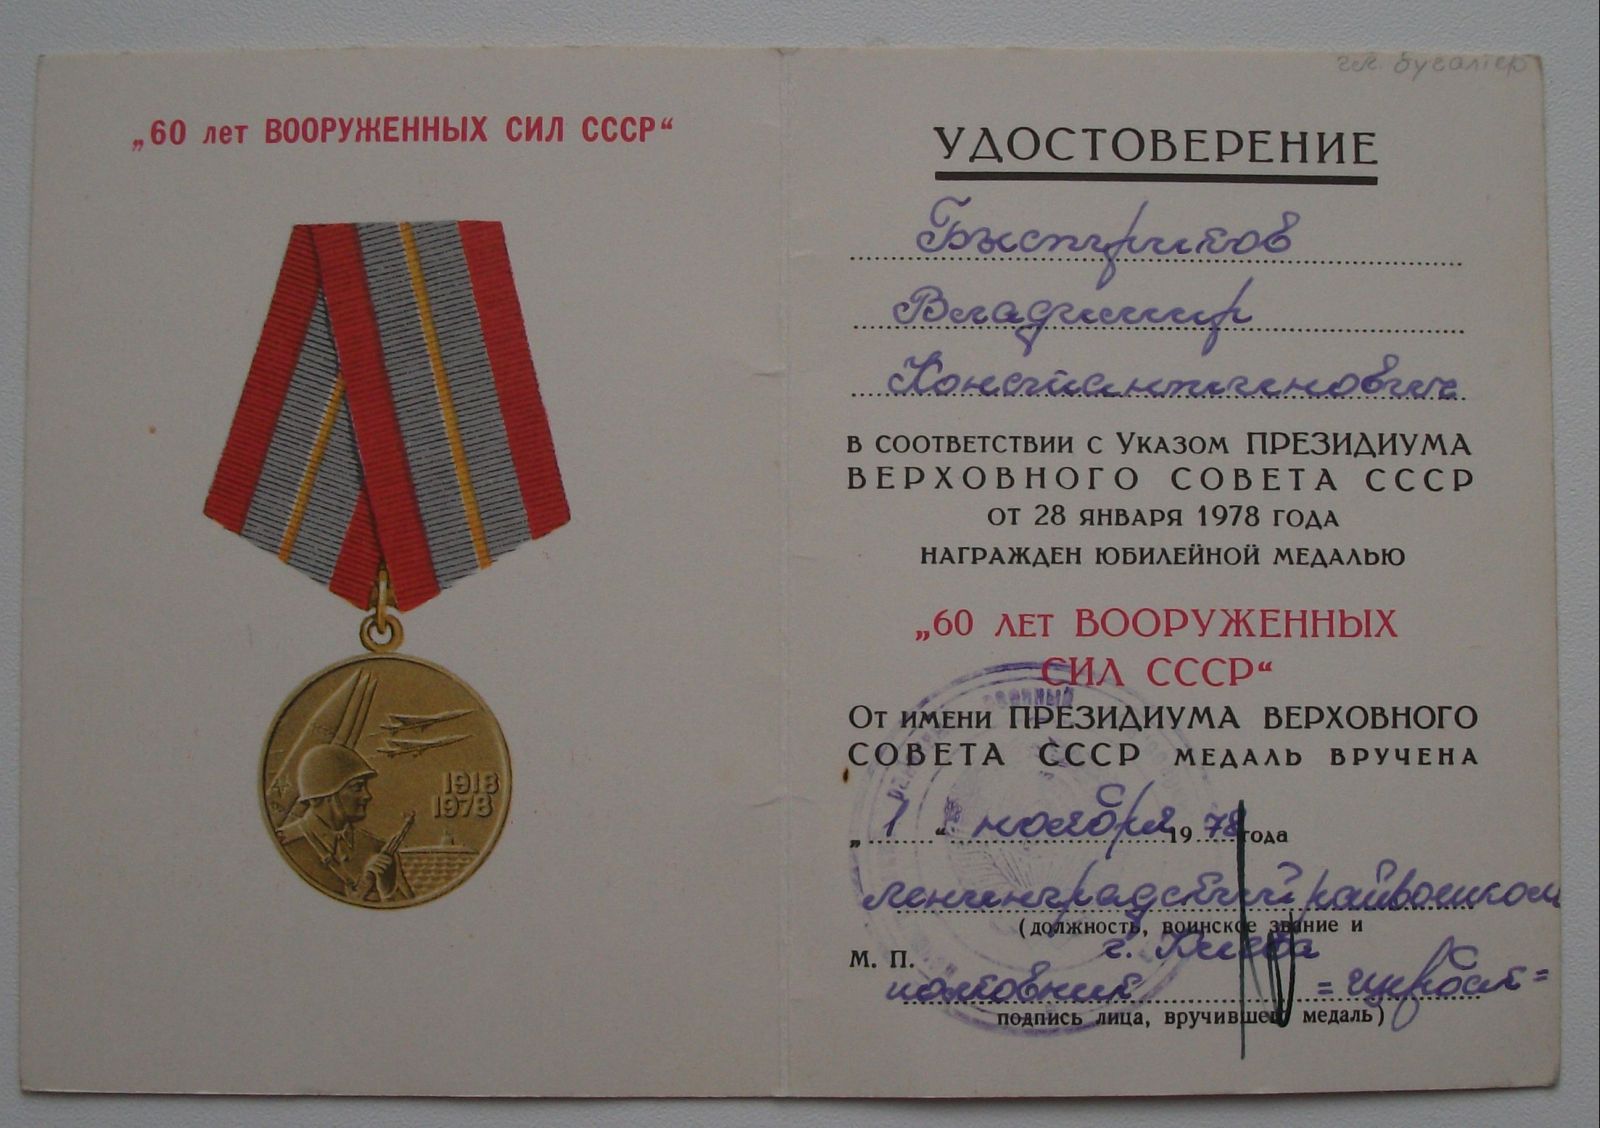 „60 лет ВООРУЖЕННЫХ СИЛ СССР“
1918
1978
гл. бугалтер
УДОСТОВЕРЕНИЕ
Быстриков
Владимир
Константинович
в соответствии с Указом ПРЕЗИДИУМА
ВЕРХОВНОГО СОВЕТА СССР
от 28 января 1978 года
награжден юбилейной медалью
„60 лет ВООРУЖЕННЫХ
СИЛ СССР“
От имени ПРЕЗИДИУМА ВЕРХОВНОГО
СОВЕТА СССР медаль вручена
„1“ ноября 1978 года
Ленинградский райвоенком
(должность, воинское звание и
г. Киева
М. П.
полковник
подпись лица, вручившего медаль)